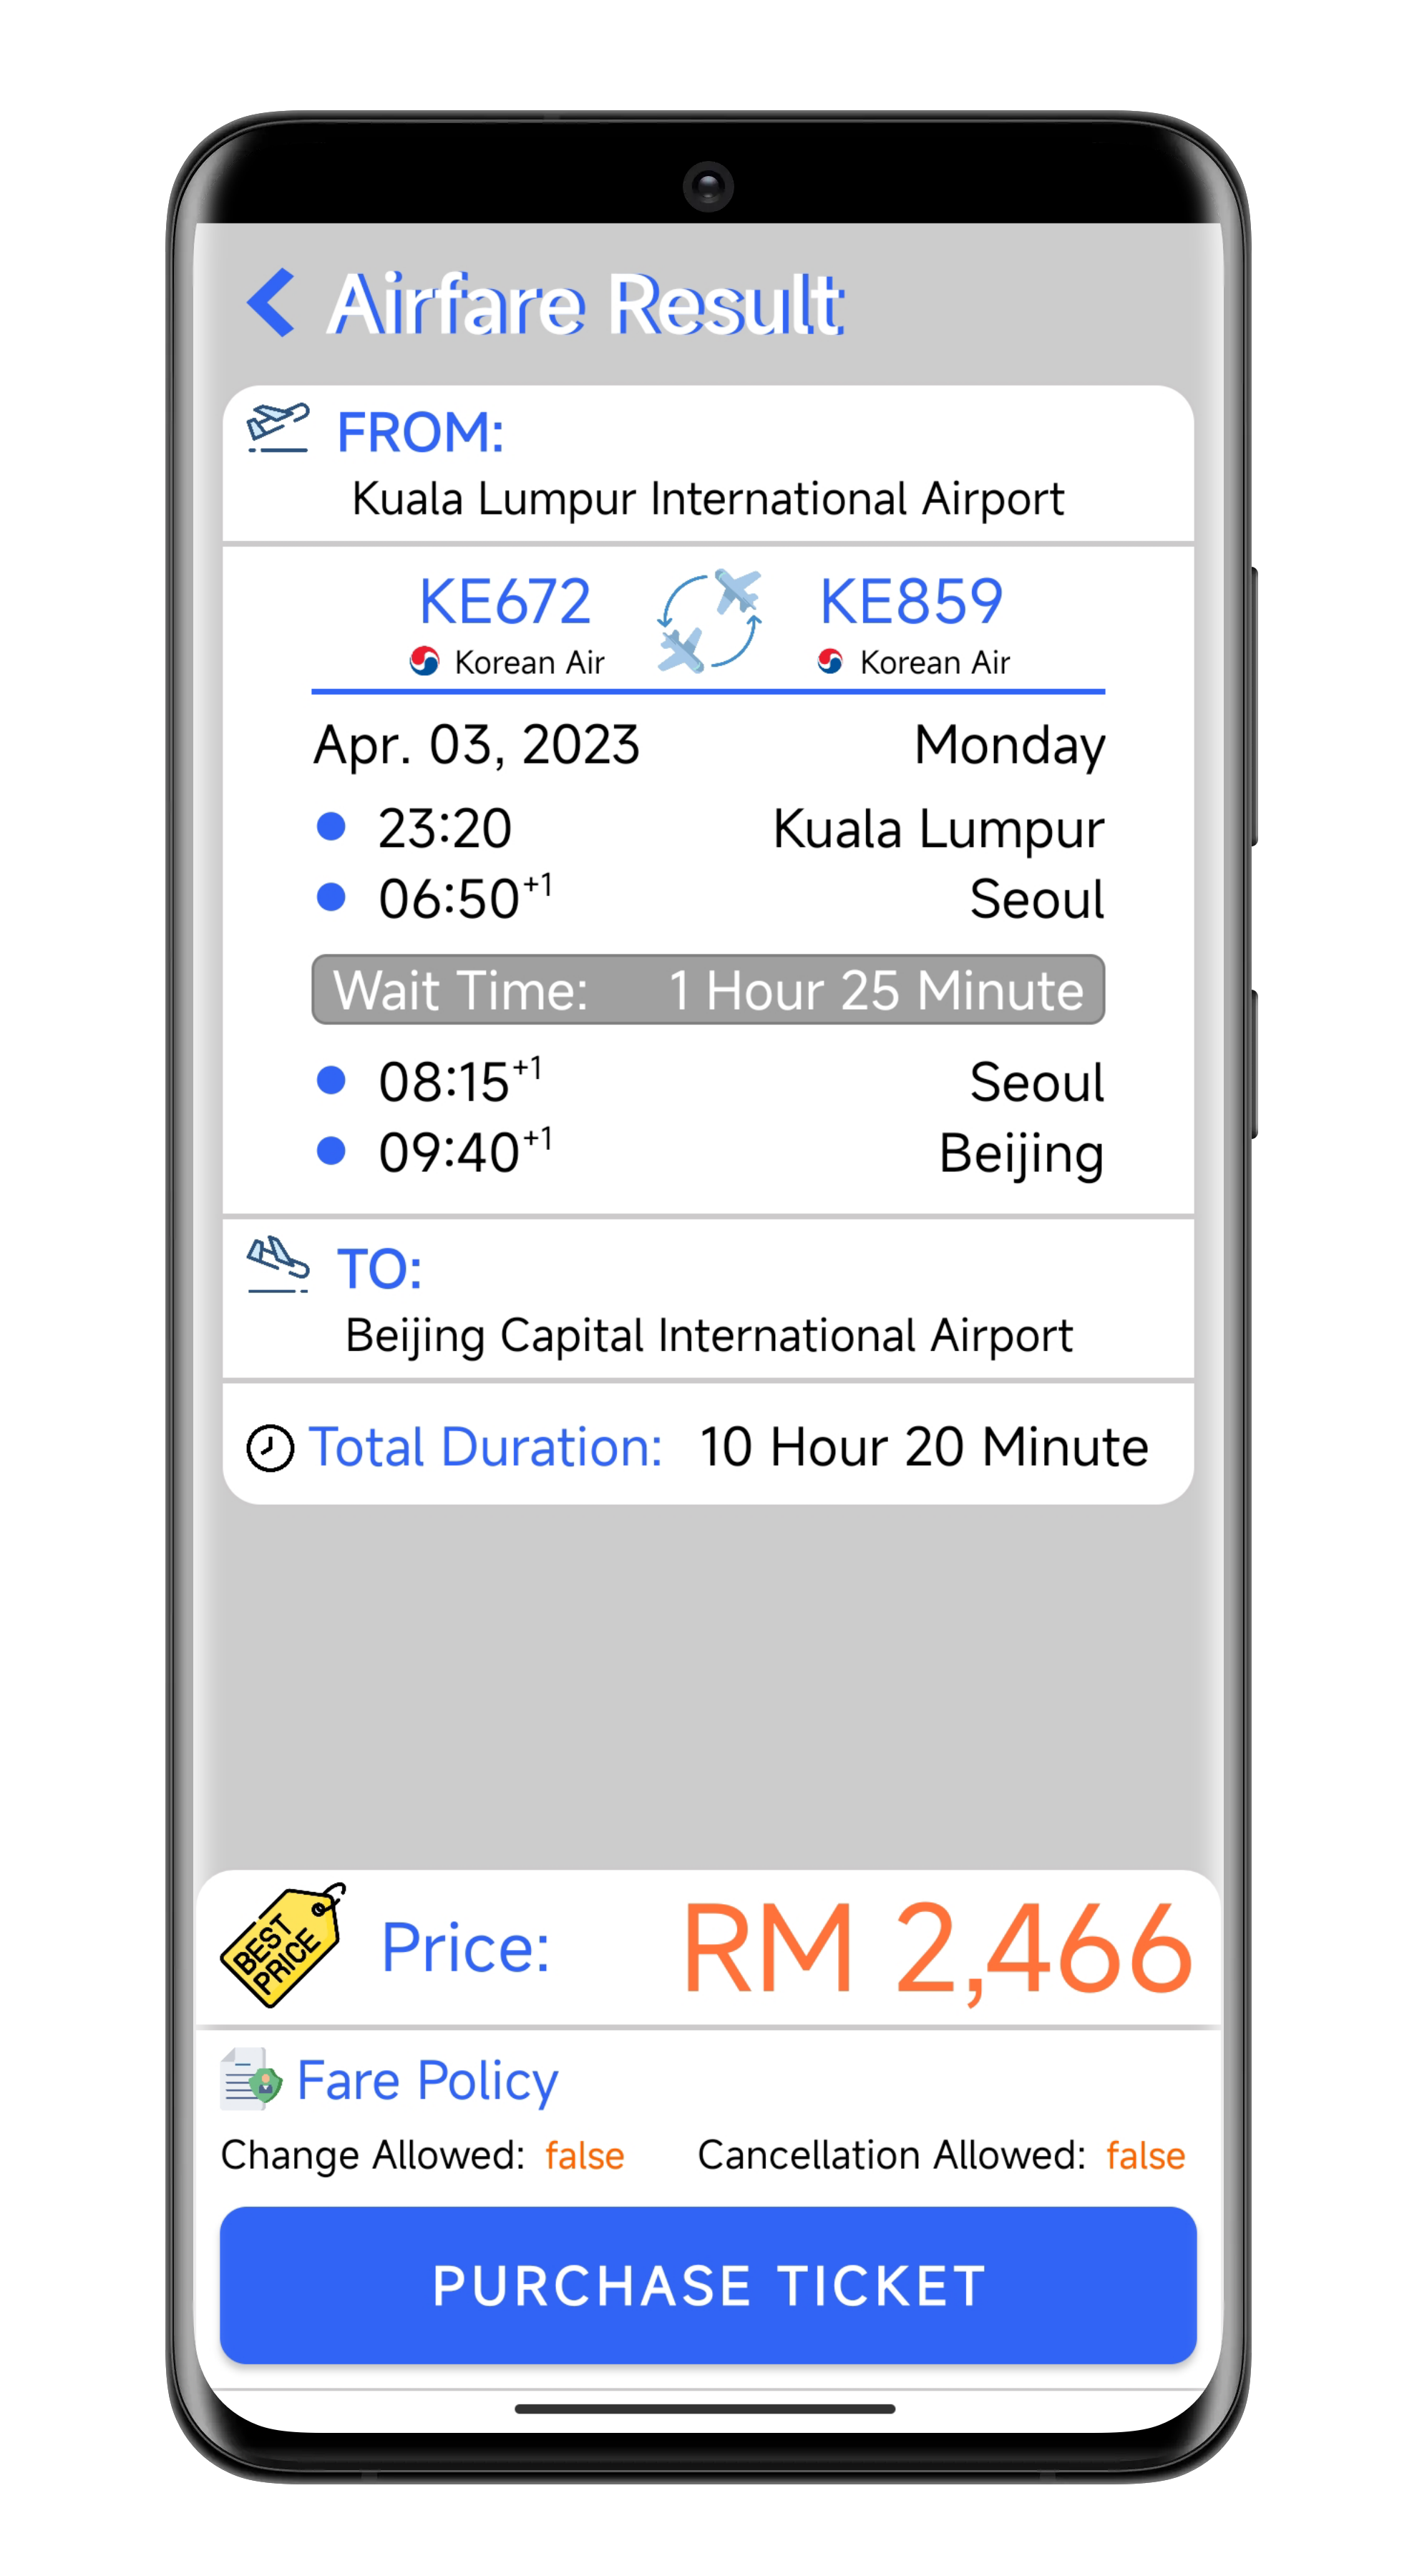 Airfare Result
FROM:
Kuala Lumpur International Airport
KE672 KE859
Korean Air Korean Air
Apr. 03, 2023 Monday
23:20 Kuala Lumpur
06:50+1 Seoul
Wait Time: 1 Hour 25 Minute
08:15+1 Seoul
09:40+1 Beijing
TO:
Beijing Capital International Airport
Total Duration: 10 Hour 20 Minute
BEST
PRICE
Price: RM 2,466
Fare Policy
Change Allowed: false Cancellation Allowed: false
PURCHASE TICKET